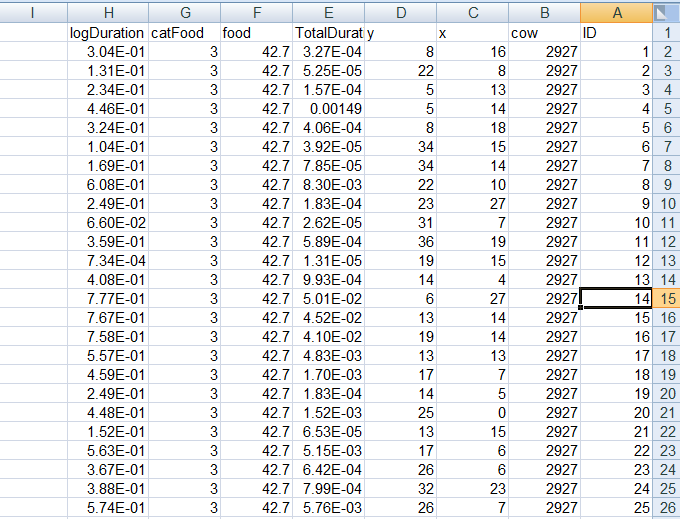 I H G F E D C B A
logDuration catFood food TotalDurat y x cow ID 1
3.04E-01 3 42.7 3.27E-04 8 16 2927 1 2
1.31E-01 3 42.7 5.25E-05 22 8 2927 2 3
2.34E-01 3 42.7 1.57E-04 5 13 2927 3 4
4.46E-01 3 42.7 0.00149 5 14 2927 4 5
3.24E-01 3 42.7 4.06E-04 8 18 2927 5 6
1.04E-01 3 42.7 3.92E-05 34 15 2927 6 7
1.69E-01 3 42.7 7.85E-05 34 14 2927 7 8
6.08E-01 3 42.7 8.30E-03 22 10 2927 8 9
2.49E-01 3 42.7 1.83E-04 23 27 2927 9 10
6.60E-02 3 42.7 2.62E-05 31 7 2927 10 11
3.59E-01 3 42.7 5.89E-04 36 19 2927 11 12
7.34E-04 3 42.7 1.31E-05 19 15 2927 12 13
4.08E-01 3 42.7 9.93E-04 14 4 2927 13 14
7.77E-01 3 42.7 5.01E-02 6 27 2927 14 15
7.67E-01 3 42.7 4.52E-02 13 14 2927 15 16
7.58E-01 3 42.7 4.10E-02 19 14 2927 16 17
5.57E-01 3 42.7 4.83E-03 13 13 2927 17 18
4.59E-01 3 42.7 1.70E-03 17 7 2927 18 19
2.49E-01 3 42.7 1.83E-04 14 5 2927 19 20
4.48E-01 3 42.7 1.52E-03 25 0 2927 20 21
1.52E-01 3 42.7 6.53E-05 13 15 2927 21 22
5.63E-01 3 42.7 5.15E-03 17 6 2927 22 23
3.67E-01 3 42.7 6.42E-04 26 6 2927 23 24
3.88E-01 3 42.7 7.99E-04 32 23 2927 24 25
5.74E-01 3 42.7 5.76E-03 26 7 2927 25 26